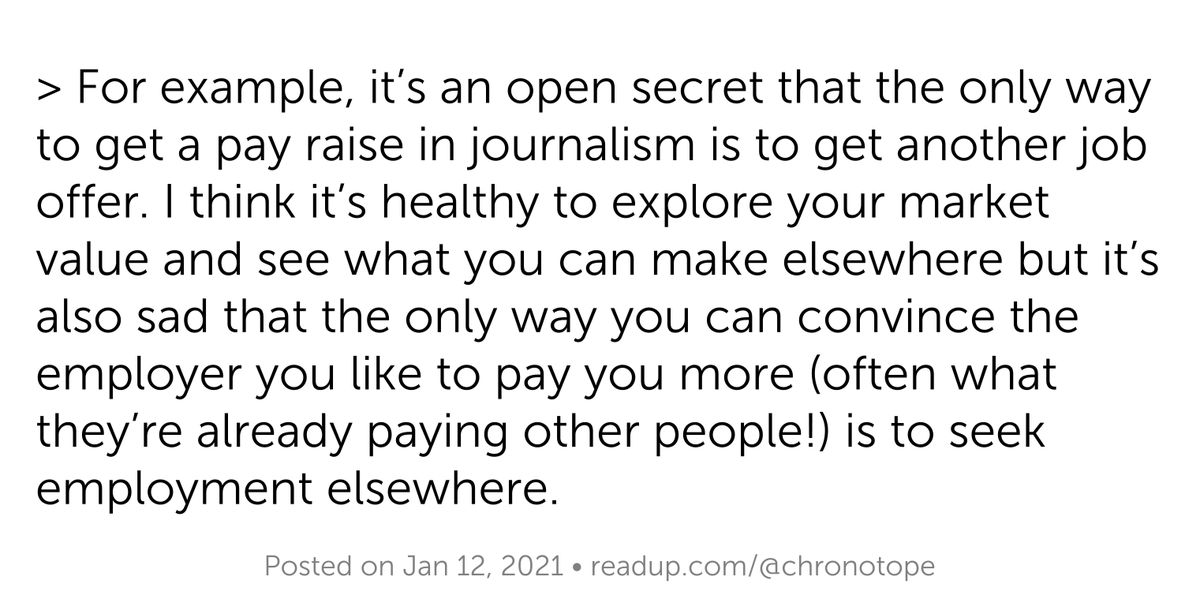 > For example, it’s an open secret that the only way
to get a pay raise in journalism is to get another job
offer. I think it’s healthy to explore your market
value and see what you can make elsewhere but it’s
also sad that the only way you can convince the
employer you like to pay you more (often what
they’re already paying other people!) is to seek
employment elsewhere.
Posted on Jan 12, 2021 • readup.com/@chronotope